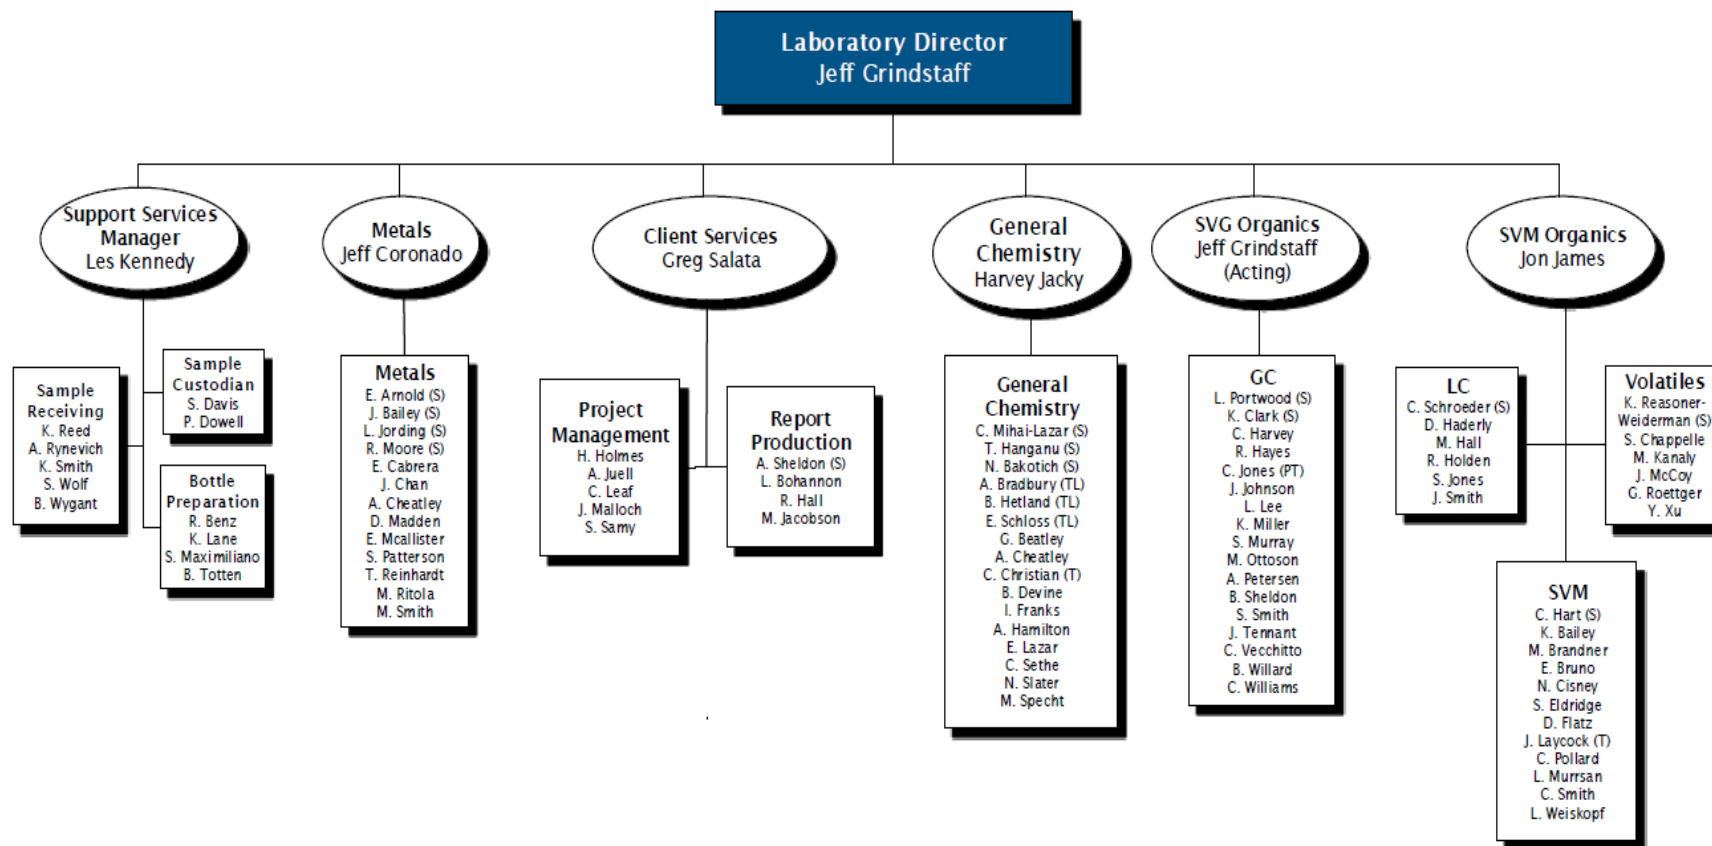 Laboratory Director
Jeff Grindstaff
Support Services
Manager
Les Kennedy
Metals
Jeff Coronado
Client Services
Greg Salata
General
Chemistry
Harvey Jacky
SVG Organics
Jeff Grindstaff
(Acting)
SVM Organics
Jon James
Sample
Receiving
K. Reed
A. Rynevich
K. Smith
S. Wolf
B. Wygant
Sample
Custodian
S. Davis
P. Dowell
Bottle
Preparation
R. Benz
K. Lane
S. Maximiliano
B. Totten
Metals
E. Arnold (S)
J. Bailey (S)
L. Jording (S)
R. Moore (S)
E. Cabrera
J. Chan
A. Cheatley
D. Madden
E. Mcallister
S. Patterson
T. Reinhardt
M. Ritola
M. Smith
Project
Management
H. Holmes
A. Juell
C. Leaf
J. Malloch
S. Samy
Report
Production
A. Sheldon (S)
L. Bohannon
R. Hall
M. Jacobson
General
Chemistry
C. Mihai-Lazar (S)
T. Hanganu (S)
N. Bakotich (S)
A. Bradbury (TL)
B. Hetland (TL)
E. Schloss (TL)
G. Beatley
A. Cheatley
C. Christian (T)
B. Devine
I. Franks
A. Hamilton
E. Lazar
C. Sethe
N. Slater
M. Specht
GC
L. Portwood (S)
K. Clark (S)
C. Harvey
R. Hayes
C. Jones (PT)
J. Johnson
L. Lee
K. Miller
S. Murray
M. Ottoson
A. Petersen
B. Sheldon
S. Smith
J. Tennant
C. Vecchitto
B. Willard
C. Williams
LC
C. Schroeder (S)
D. Haderly
M. Hall
R. Holden
S. Jones
J. Smith
Volatiles
K. Reasoner-
Weiderman (S)
S. Chappelle
M. Kanaly
J. McCoy
G. Roettger
Y. Xu
SVM
C. Hart (S)
K. Bailey
M. Brandner
E. Bruno
N. Cisney
S. Eldridge
D. Flatz
J. Laycock (T)
C. Pollard
L. Murrsan
C. Smith
L. Weiskopf